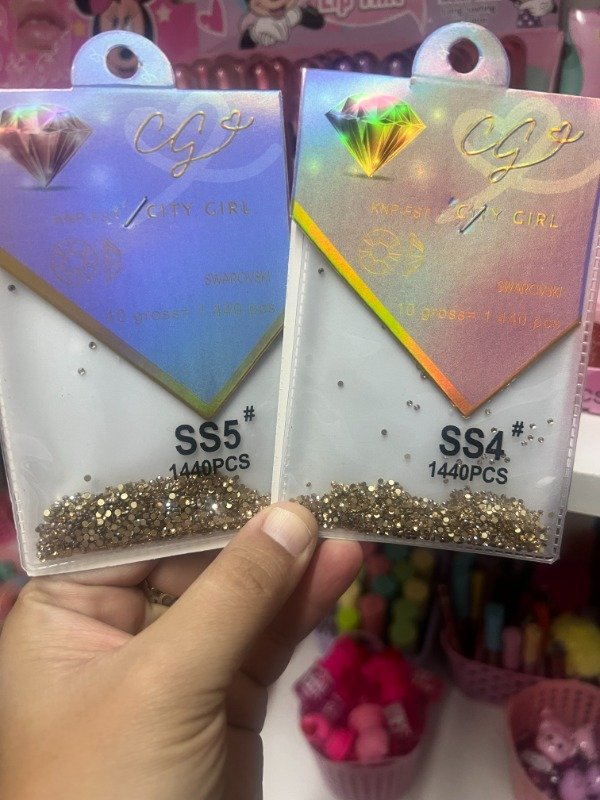 CG
CITY GIRL
SWAROVSKI
10 gross= 1.440 pcs
SS5#
1440PCS
CG
CITY GIRL
SWAROVSKI
10 gross= 1.440 pcs
SS4#
1440PCS